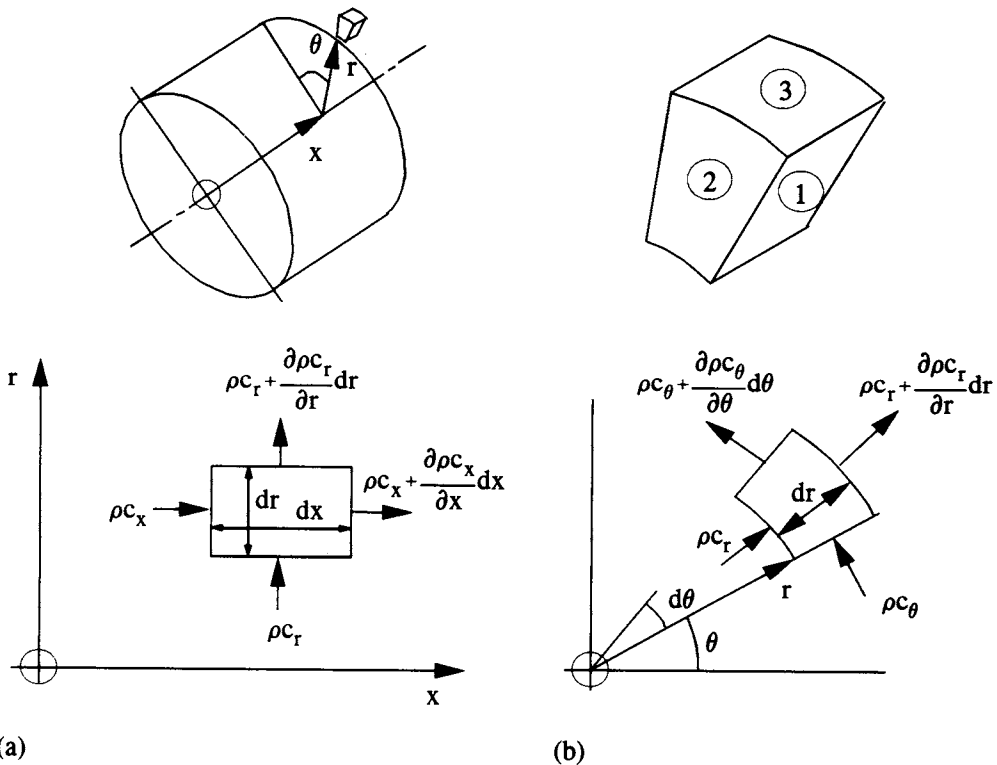 θ
r
x
3
2
1
r
ρc_r + ∂ρc_r/∂r dr
ρc_x
dr
dx
ρc_x + ∂ρc_x/∂x dx
ρc_r
x
(a)
ρc_θ + ∂ρc_θ/∂θ dθ
ρc_r + ∂ρc_r/∂r dr
dr
ρc_r
r
ρc_θ
dθ
θ
(b)